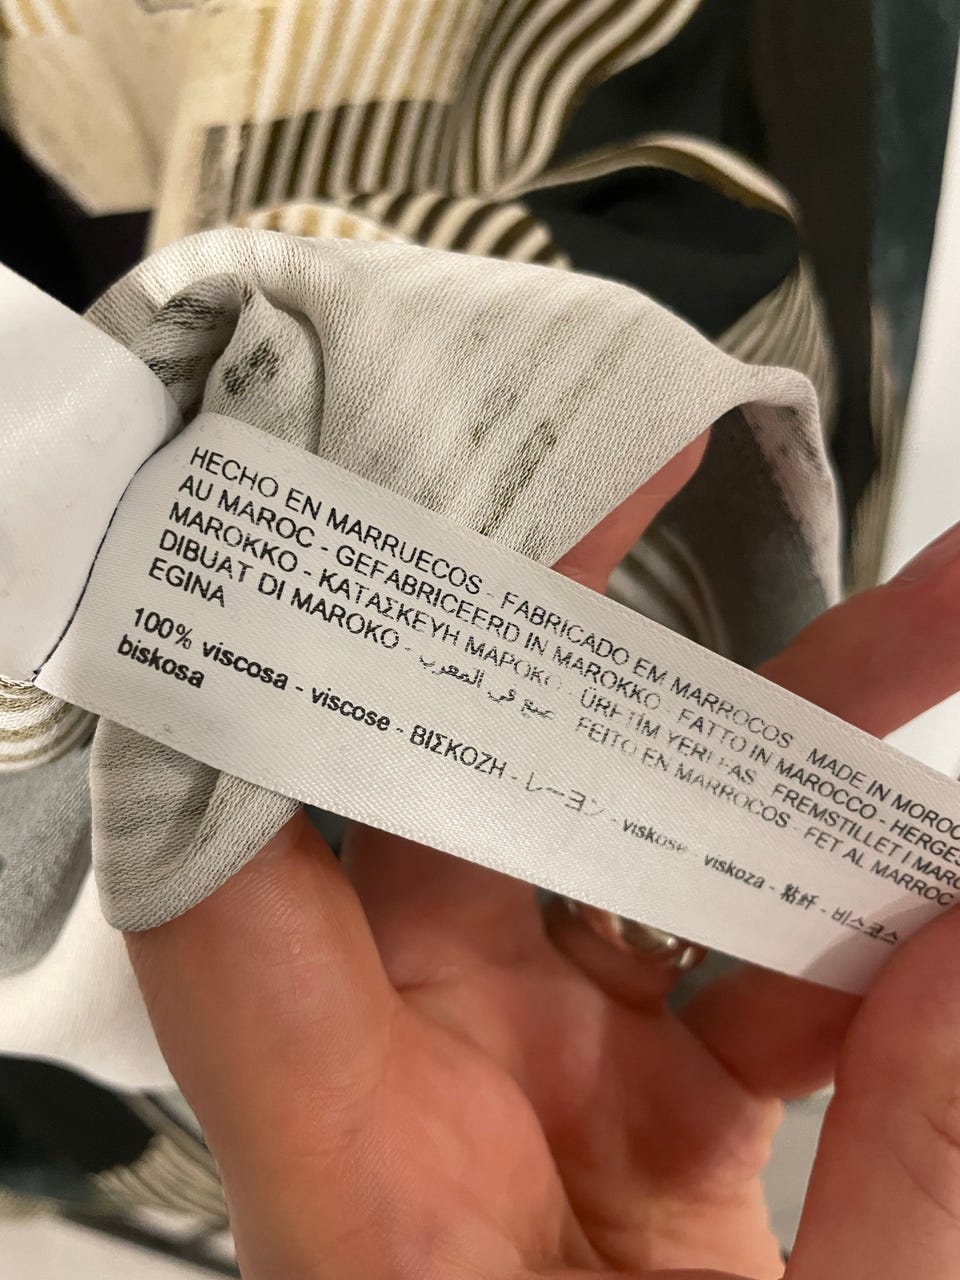 HECHO EN MARRUECOS - FABRICADO EM MARROCOS - MADE IN MOROC
AU MAROC - GEFABRICEERD IN MAROKKO - FATTO IN MAROCCO - HERGES
MAROKKO - ΚΑΤΑΣΚΕΥΗ ΜΑΡΟΚΟ - ÜRETİM YERİ FAS FREMSTILLET I MARO
DIBUAT DI MAROKO - صنع في المغرب FEITO EN MARROCOS - FET AL MARROC
EGINA
100% viscosa - viscose - ΒΙΣΚΟΖΗ - レーヨン - viskose viskoza - 粘纤 - 비스코스
biskosa